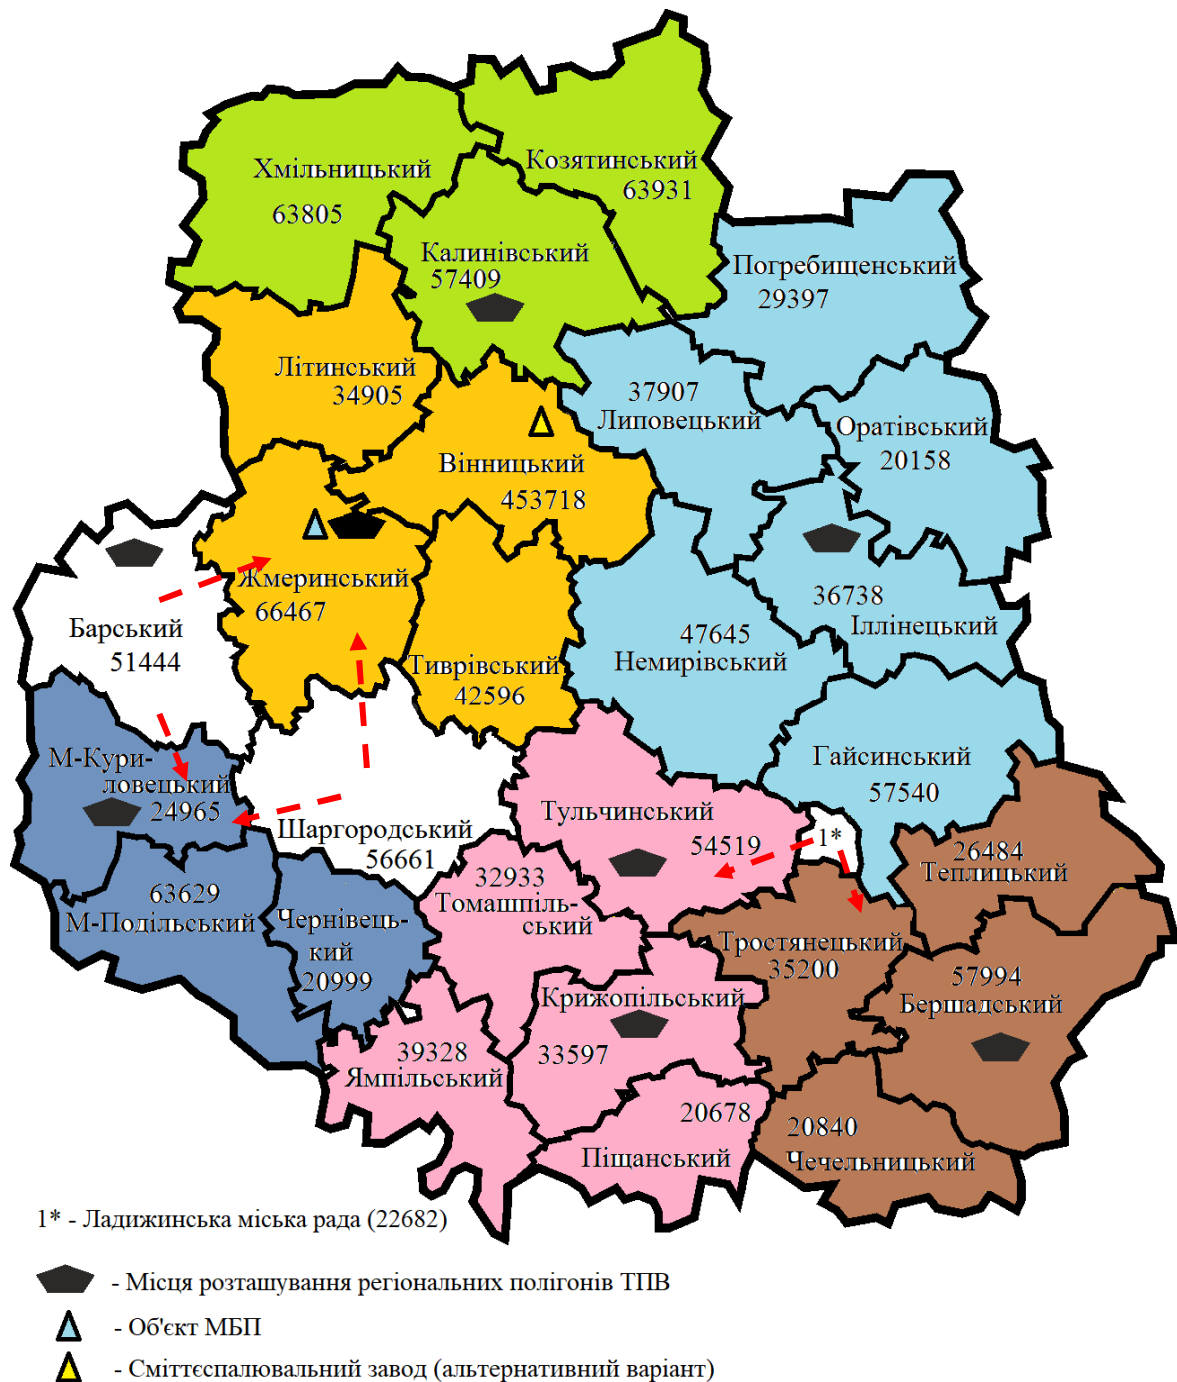 Хмільницький
63805
Козятинський
63931
Калинівський
57409
Погребищенський
29397
Літинський
34905
37907
Липовецький
Оратівський
20158
Вінницький
453718
Жмеринський
66467
36738
Іллінецький
Барський
51444
47645
Немирівський
Тиврівський
42596
М-Кури-
ловецький
24965
Гайсинський
57540
Шаргородський
56661
Тульчинський
54519
1*
26484
Теплицький
63629
М-Подільський
32933
Томашпіль-
ський
Чернівець-
кий
20999
Тростянецький
35200
57994
Бершадський
Крижопільський
33597
39328
Ямпільський
20678
Піщанський
20840
Чечельницький
1* - Ладижинська міська рада (22682)
- Місця розташування регіональних полігонів ТПВ
- Об'єкт МБП
- Сміттєспалювальний завод (альтернативний варіант)